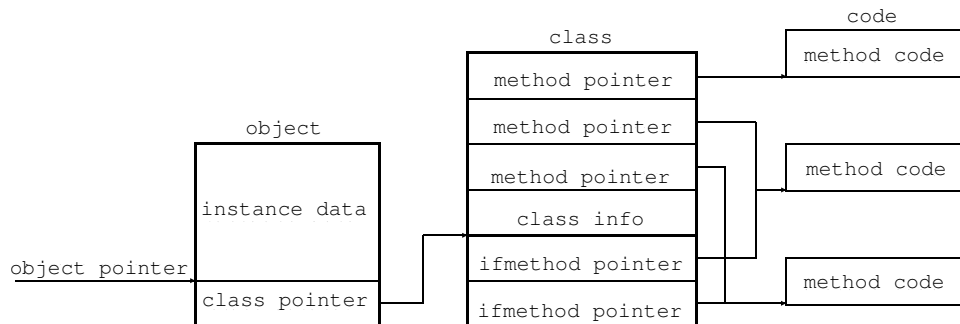 code
method code
class
method pointer
method pointer
method pointer
class info
ifmethod pointer
ifmethod pointer
object
instance data
class pointer
object pointer
method code
method code